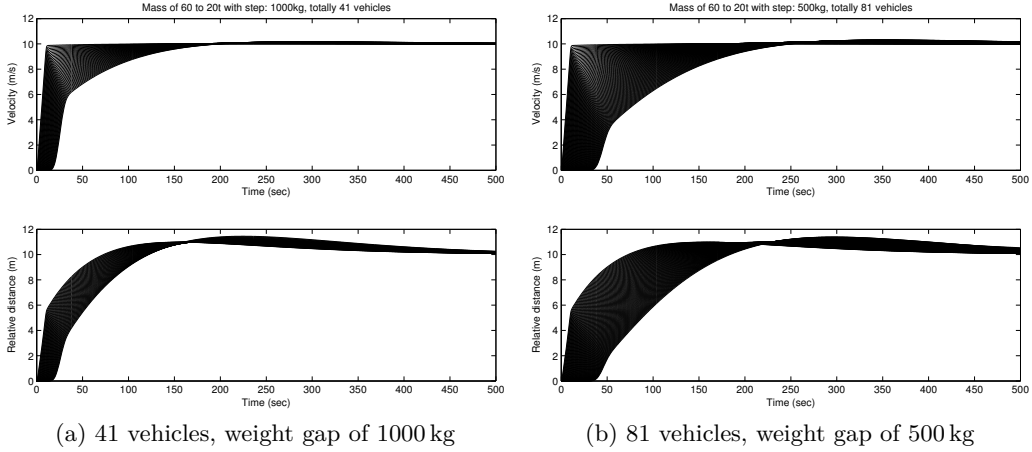 Mass of 60 to 20t with step: 1000kg, totally 41 vehicles
Velocity (m/s)
12
10
8
6
4
2
0
0 50 100 150 200 250 300 350 400 450 500
Time (sec)
Relative distance (m)
12
10
8
6
4
2
0
0 50 100 150 200 250 300 350 400 450 500
Time (sec)
(a) 41 vehicles, weight gap of 1000 kg
Mass of 60 to 20t with step: 500kg, totally 81 vehicles
Velocity (m/s)
12
10
8
6
4
2
0
0 50 100 150 200 250 300 350 400 450 500
Time (sec)
Relative distance (m)
12
10
8
6
4
2
0
0 50 100 150 200 250 300 350 400 450 500
Time (sec)
(b) 81 vehicles, weight gap of 500 kg